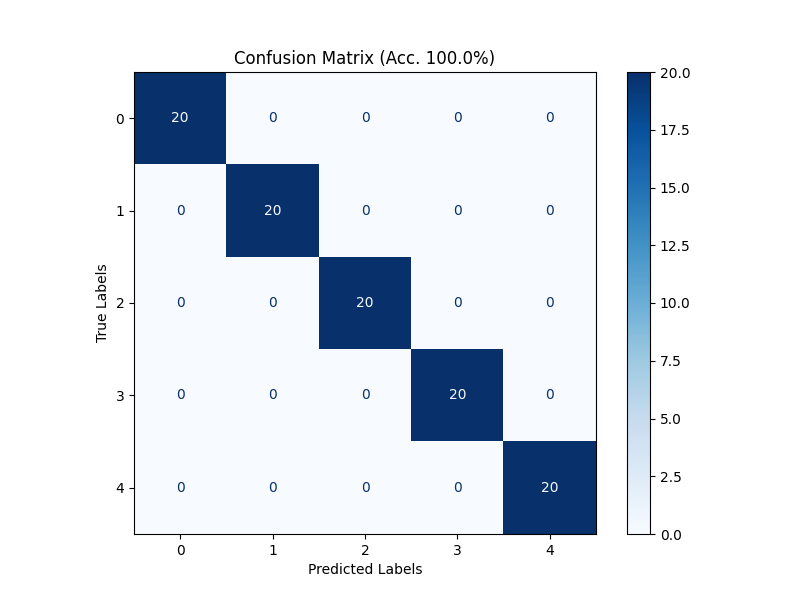 Confusion Matrix (Acc. 100.0%)
20.0
0 20 0 0 0 0
17.5
15.0
1 0 20 0 0 0
12.5
True Labels
2 0 0 20 0 0
10.0
7.5
3 0 0 0 20 0
5.0
4 0 0 0 0 20
2.5
0.0
0 1 2 3 4
Predicted Labels